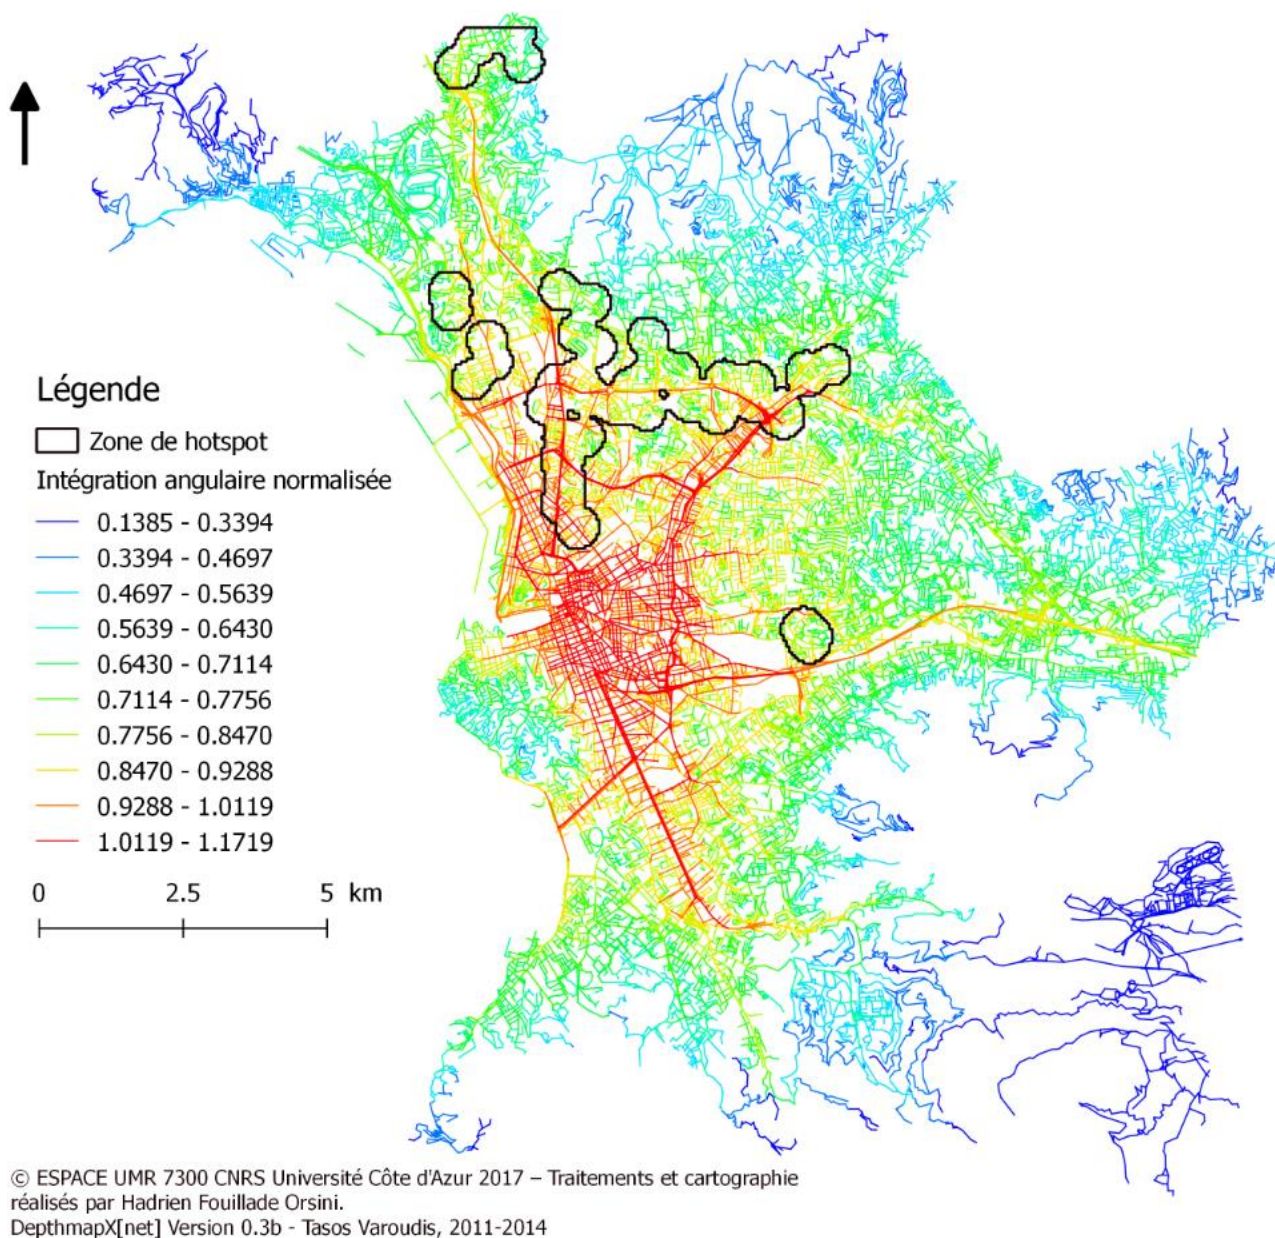 Légende
Zone de hotspot
Intégration angulaire normalisée
0.1385 - 0.3394
0.3394 - 0.4697
0.4697 - 0.5639
0.5639 - 0.6430
0.6430 - 0.7114
0.7114 - 0.7756
0.7756 - 0.8470
0.8470 - 0.9288
0.9288 - 1.0119
1.0119 - 1.1719
0 2.5 5 km
© ESPACE UMR 7300 CNRS Université Côte d'Azur 2017 – Traitements et cartographie
réalisés par Hadrien Fouillade Orsini.
DepthmapX[net] Version 0.3b - Tasos Varoudis, 2011-2014